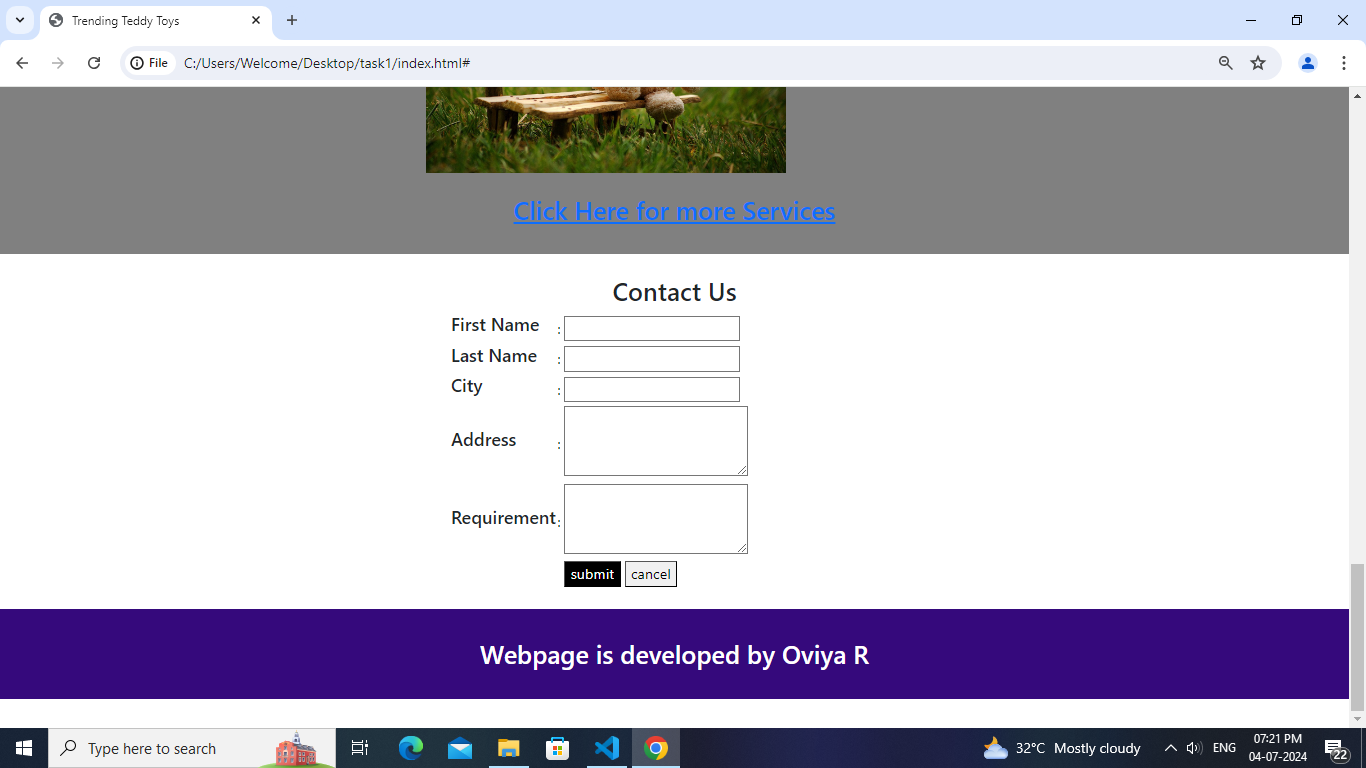 Trending Teddy Toys
File C:/Users/Welcome/Desktop/task1/index.html#
Click Here for more Services
Contact Us
First Name :
Last Name :
City :
Address :
Requirement:
submit cancel
Webpage is developed by Oviya R
Type here to search
32°C Mostly cloudy
ENG
07:21 PM
04-07-2024
22